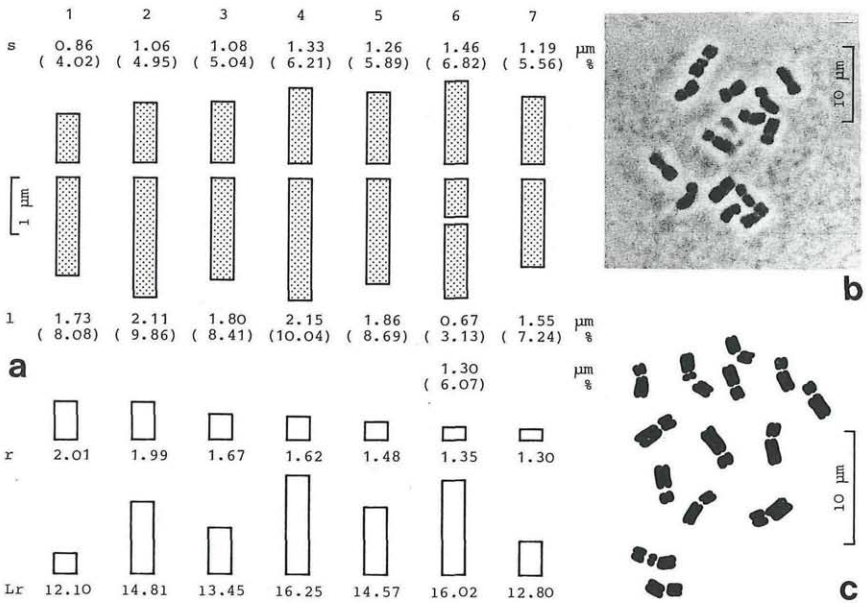 1 2 3 4 5 6 7
s 0.86 1.06 1.08 1.33 1.26 1.46 1.19 µm
( 4.02) ( 4.95) ( 5.04) ( 6.21) ( 5.89) ( 6.82) ( 5.56) %
1 µm
l 1.73 2.11 1.80 2.15 1.86 0.67 1.55 µm
( 8.08) ( 9.86) ( 8.41) (10.04) ( 8.69) ( 3.13) ( 7.24) %
1.30 µm
( 6.07) %
a
r 2.01 1.99 1.67 1.62 1.48 1.35 1.30
Lr 12.10 14.81 13.45 16.25 14.57 16.02 12.80
10 µm
b
10 µm
c